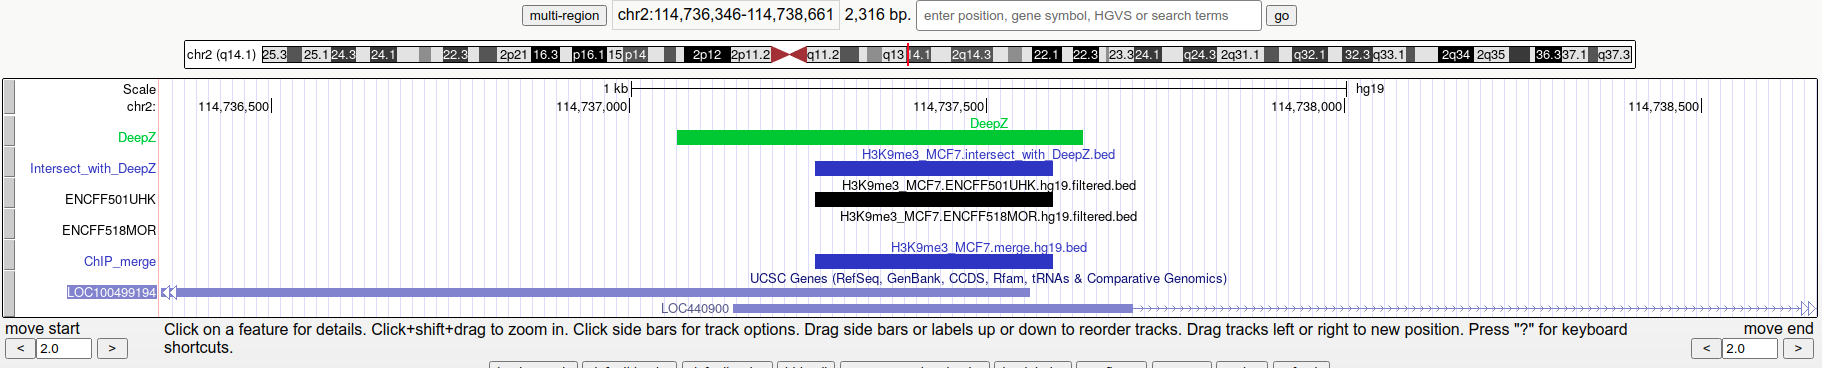 multi-region chr2:114,736,346-114,738,661 2,316 bp. enter position, gene symbol, HGVS or search terms go
chr2 (q14.1) 25.3 25.1 24.3 24.1 22.3 2p21 16.3 p16.1 15 p14 2p12 2p11.2 q11.2 q13 14.1 2q14.3 22.1 22.3 23.3 24.1 q24.3 2q31.1 q32.1 32.3 q33.1 2q34 2q35 36.3 37.1 q37.3
Scale 1 kb hg19
chr2: 114,736,500 114,737,000 114,737,500 114,738,000 114,738,500
DeepZ
DeepZ
H3K9me3_MCF7.intersect_with_DeepZ.bed
Intersect_with_DeepZ
H3K9me3_MCF7.ENCFF501UHK.hg19.filtered.bed
ENCFF501UHK
H3K9me3_MCF7.ENCFF518MOR.hg19.filtered.bed
ENCFF518MOR
H3K9me3_MCF7.merge.hg19.bed
ChIP_merge
UCSC Genes (RefSeq, GenBank, CCDS, Rfam, tRNAs & Comparative Genomics)
LOC100499194
LOC440900
move start Click on a feature for details. Click+shift+drag to zoom in. Click side bars for track options. Drag side bars or labels up or down to reorder tracks. Drag tracks left or right to new position. Press "?" for keyboard move end
< 2.0 > shortcuts. < 2.0 >